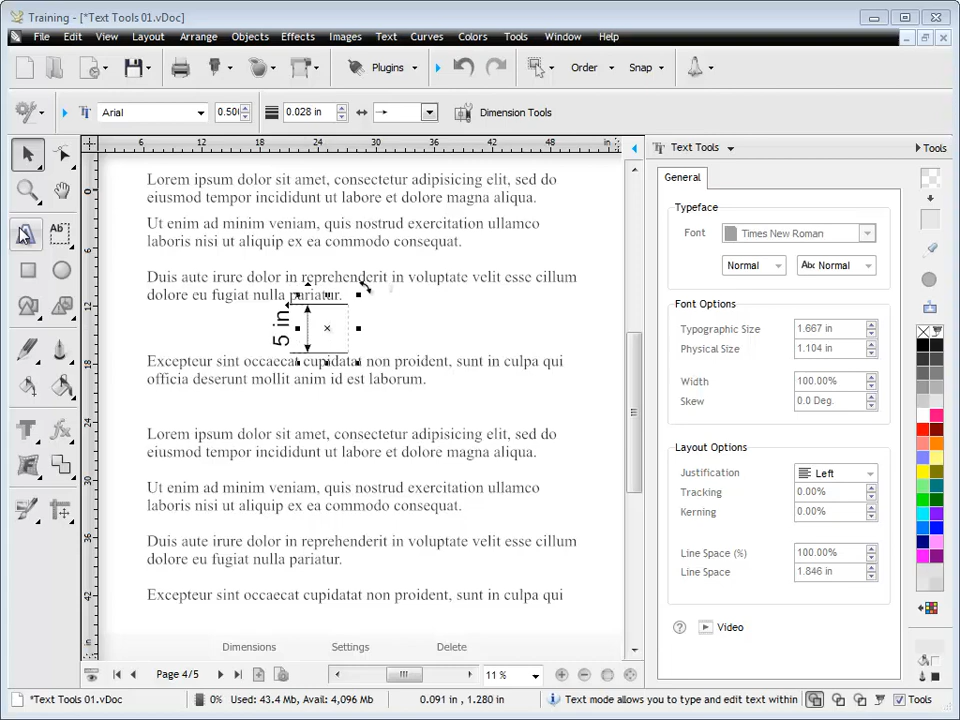 Training - [*Text Tools 01.vDoc]
File Edit View Layout Arrange Objects Effects Images Text Curves Colors Tools Window Help
Plugins Order Snap
Arial 0.50 0.028 in Dimension Tools
6 12 18 24 30 36 42 48 in
Text Tools Tools
General
Lorem ipsum dolor sit amet, consectetur adipisicing elit, sed do
eiusmod tempor incididunt ut labore et dolore magna aliqua.
Ut enim ad minim veniam, quis nostrud exercitation ullamco
laboris nisi ut aliquip ex ea commodo consequat.
Duis aute irure dolor in reprehenderit in voluptate velit esse cillum
dolore eu fugiat nulla pariatur.
5 in
Excepteur sint occaecat cupidatat non proident, sunt in culpa qui
officia deserunt mollit anim id est laborum.
Lorem ipsum dolor sit amet, consectetur adipisicing elit, sed do
eiusmod tempor incididunt ut labore et dolore magna aliqua.
Ut enim ad minim veniam, quis nostrud exercitation ullamco
laboris nisi ut aliquip ex ea commodo consequat.
Duis aute irure dolor in reprehenderit in voluptate velit esse cillum
dolore eu fugiat nulla pariatur.
Excepteur sint occaecat cupidatat non proident, sunt in culpa qui
Typeface
Font Times New Roman
Normal Abc Normal
Font Options
Typographic Size 1.667 in
Physical Size 1.104 in
Width 100.00%
Skew 0.0 Deg.
Layout Options
Justification Left
Tracking 0.00%
Kerning 0.00%
Line Space (%) 100.00%
Line Space 1.846 in
Video
Dimensions Settings Delete
Page 4/5 11 %
*Text Tools 01.vDoc 0% Used: 43.4 Mb, Avail: 4,096 Mb 0.091 in , 1.280 in Text mode allows you to type and edit text within Tools